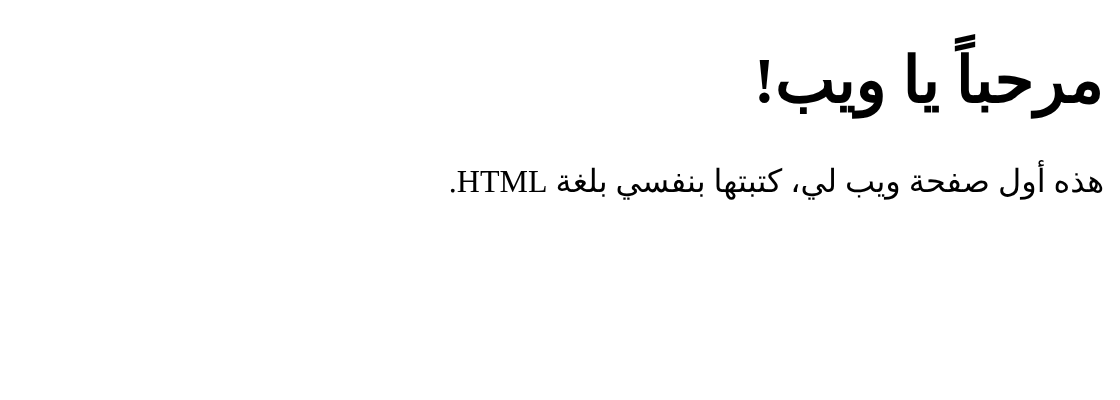 مرحباً يا ويب!
هذه أول صفحة ويب لي، كتبتها بنفسي بلغة HTML.